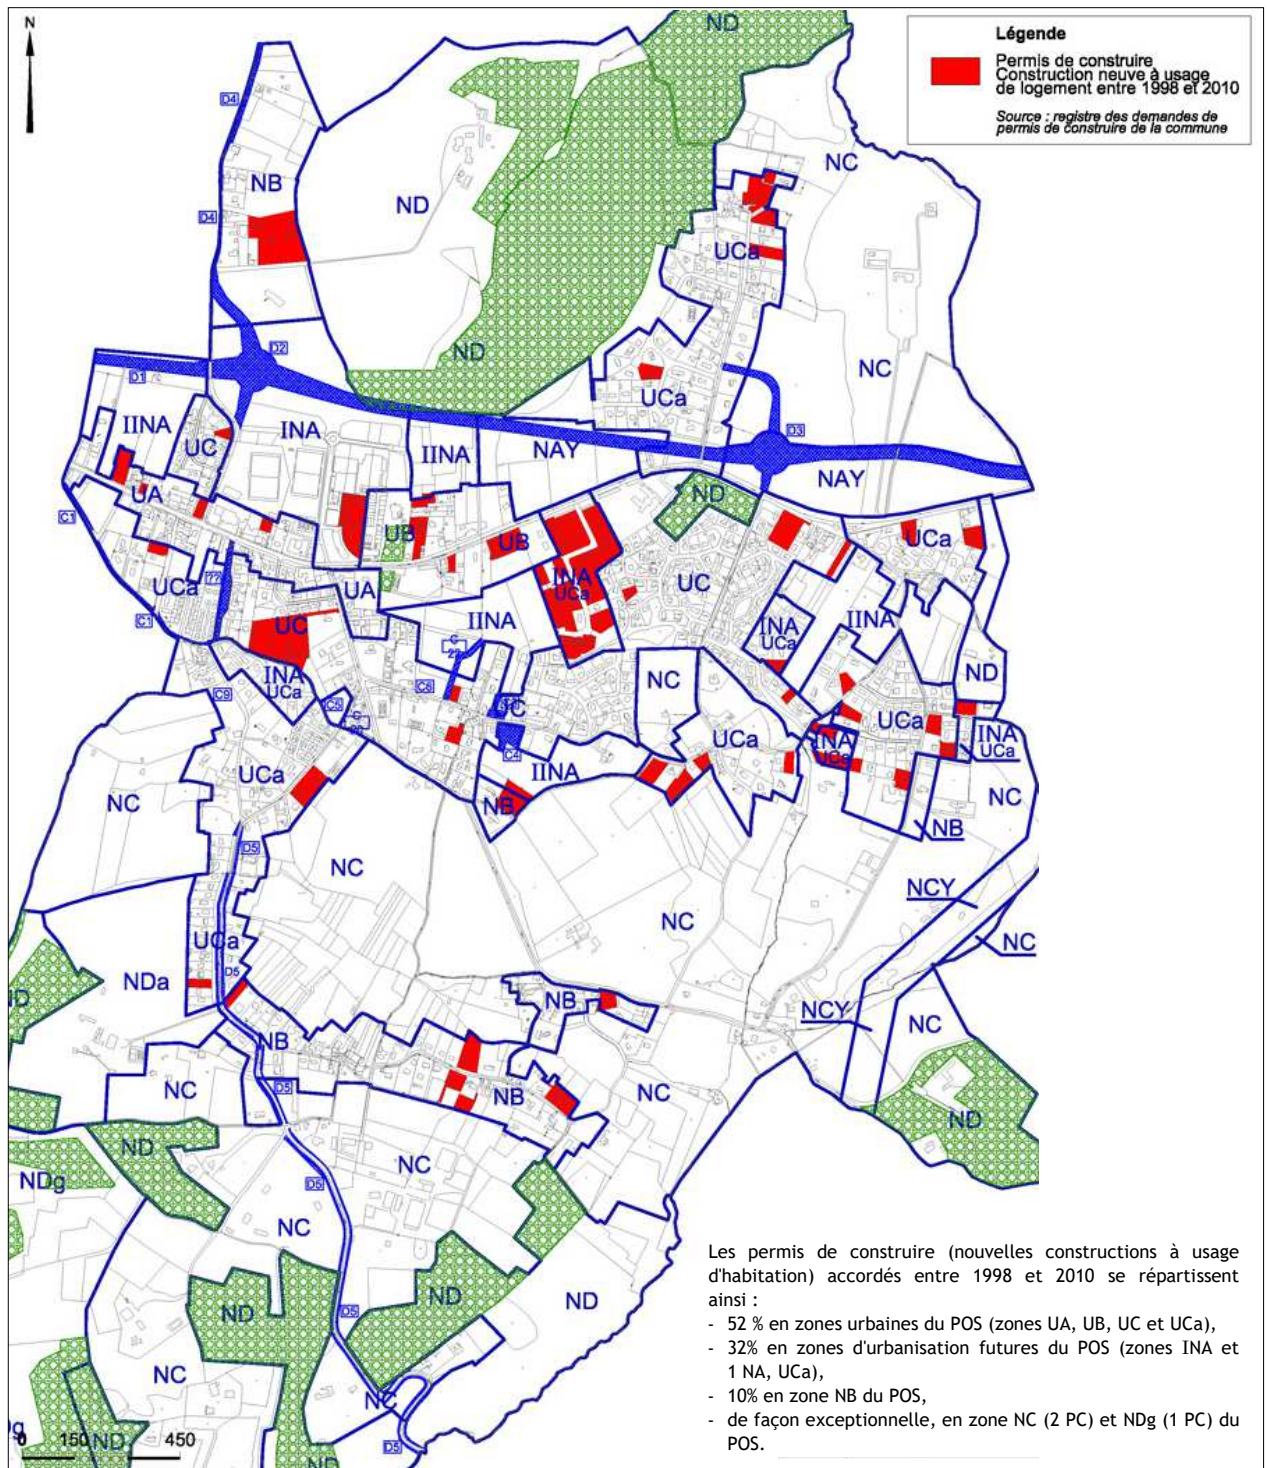 N
Légende
Permis de construire
Construction neuve à usage
de logement entre 1998 et 2010
Source : registre des demandes de
permis de construire de la commune
ND
D4
NC
NB
ND
D4
UCa
D2
ND
NC
D1
UCa
IINA
INA
UC
IINA
NAY
D3
NAY
UA
ND
C1
UB
UB
UCa
UCa
??
INA
UCa
UC
UA
C1
UC
IINA
INA
UCa
IINA
INA
UCa
NC
ND
C9
C5
C6
UC
UCa
UCa
INA
UCa
INA
UCa
C4
UCa
IINA
NC
NB
NC
NB
D5
NC
NCY
NC
NC
UCa
D5
NDa
ND
NB
NCY
NC
NB
D5
NC
NB
NC
ND
ND
NC
NDg
D5
NC
ND
ND
ND
D5
NC
NC
D5
ND
ND
0 150 450
Les permis de construire (nouvelles constructions à usage
d'habitation) accordés entre 1998 et 2010 se répartissent
ainsi :
- 52 % en zones urbaines du POS (zones UA, UB, UC et UCa),
- 32% en zones d'urbanisation futures du POS (zones INA et
1 NA, UCa),
- 10% en zone NB du POS,
- de façon exceptionnelle, en zone NC (2 PC) et NDg (1 PC) du
POS.